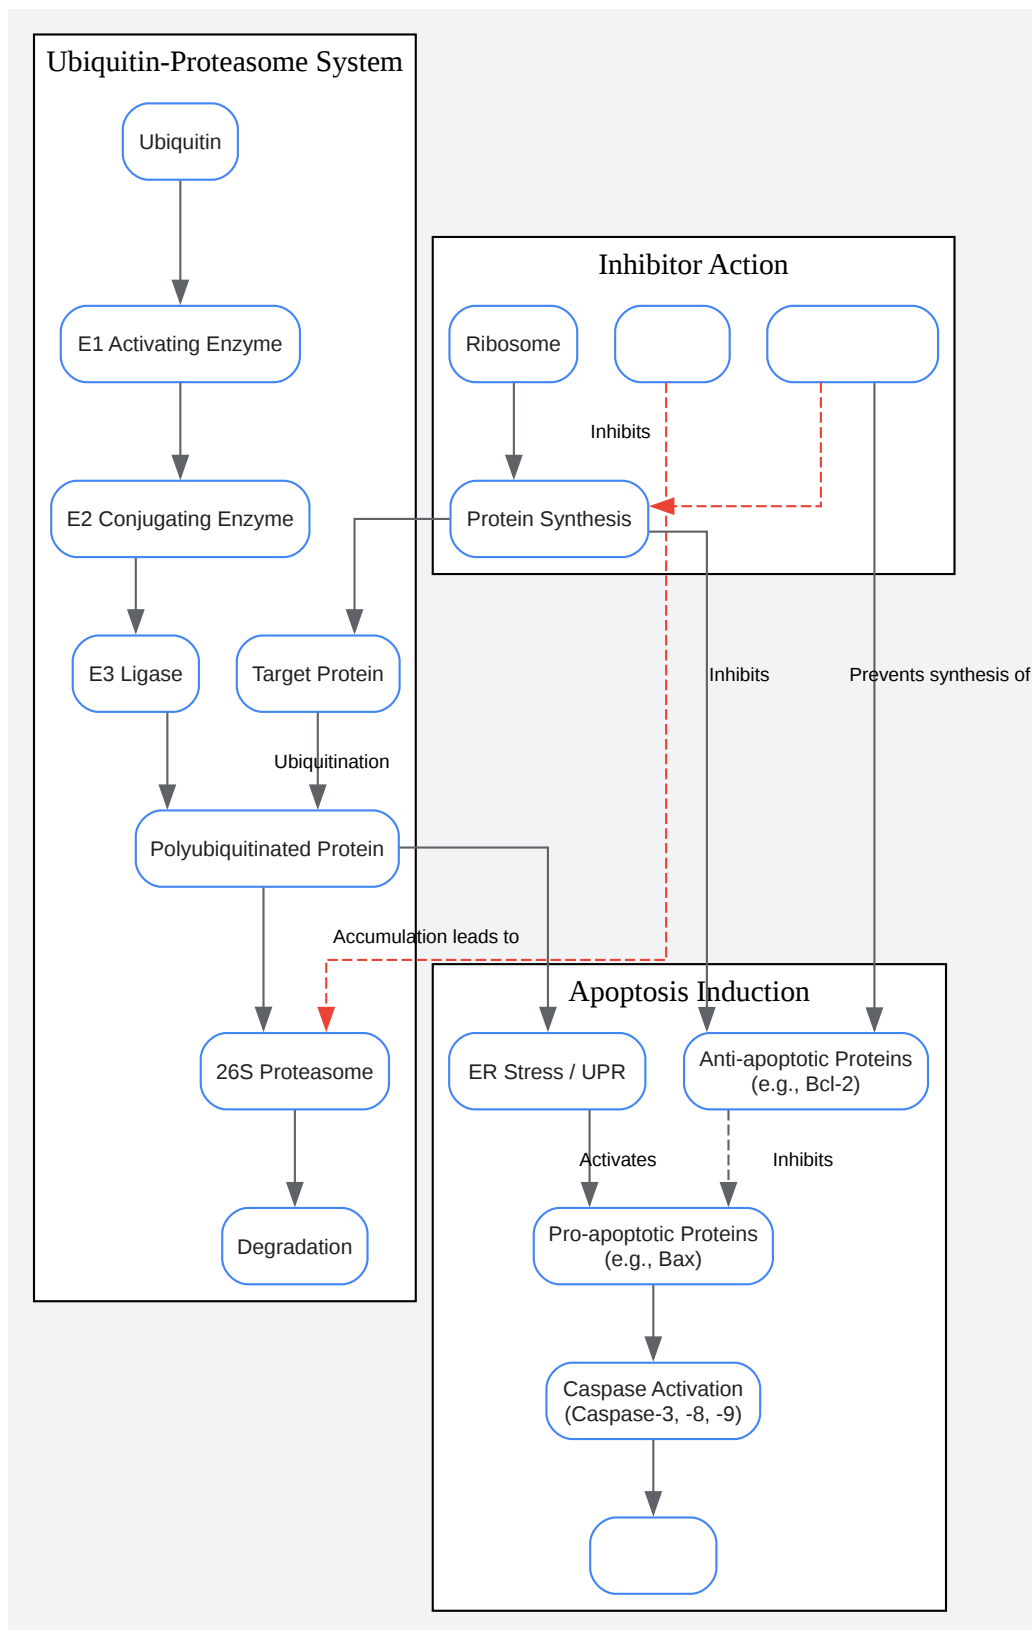 Ubiquitin-Proteasome System
Ubiquitin
Inhibitor Action
E1 Activating Enzyme
Ribosome
Inhibits
E2 Conjugating Enzyme
Protein Synthesis
E3 Ligase
Target Protein
Inhibits
Prevents synthesis of
Ubiquitination
Polyubiquitinated Protein
Accumulation leads to
Apoptosis Induction
26S Proteasome
ER Stress / UPR
Anti-apoptotic Proteins
(e.g., Bcl-2)
Activates
Inhibits
Degradation
Pro-apoptotic Proteins
(e.g., Bax)
Caspase Activation
(Caspase-3, -8, -9)